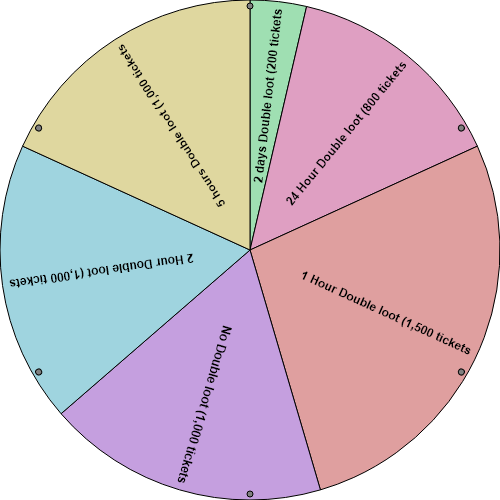 2 days Double loot (200 tickets
24 Hour Double loot (800 tickets
1 Hour Double loot (1,500 tickets
No Double loot (1,000 tickets
2 Hour Double loot (1,000 tickets
5 hours Double loot (1,000 tickets